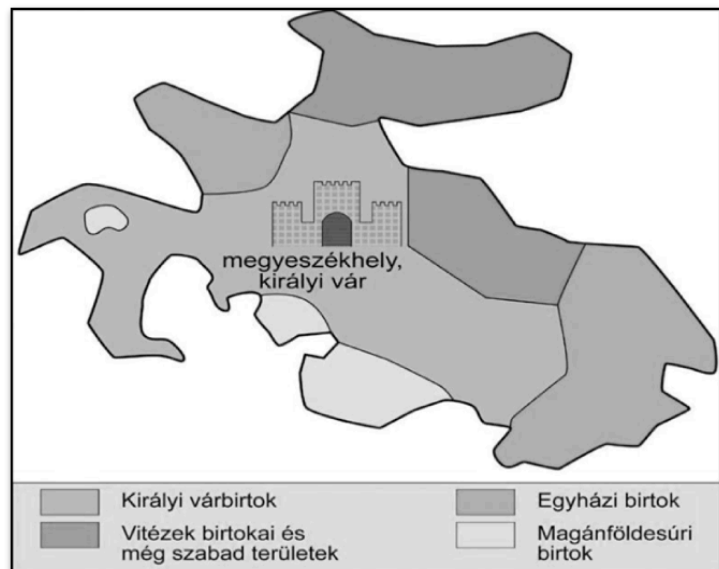 megyeszékhely,
királyi vár
Királyi várbirtok
Vitézek birtokai és
még szabad területek
Egyházi birtok
Magánföldesúri
birtok